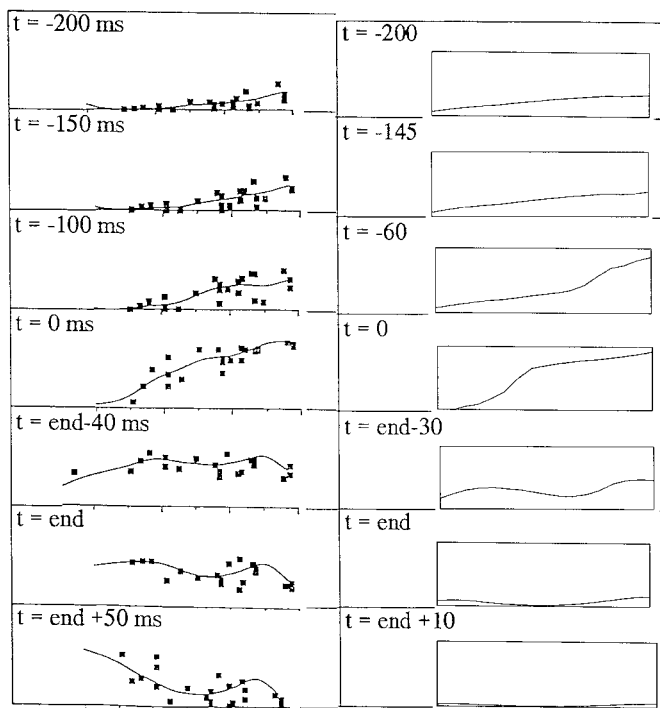 t = -200 ms
t = -200
t = -150 ms
t = -145
t = -100 ms
t = -60
t = 0 ms
t = 0
t = end-40 ms
t = end-30
t = end
t = end
t = end +50 ms
t = end +10